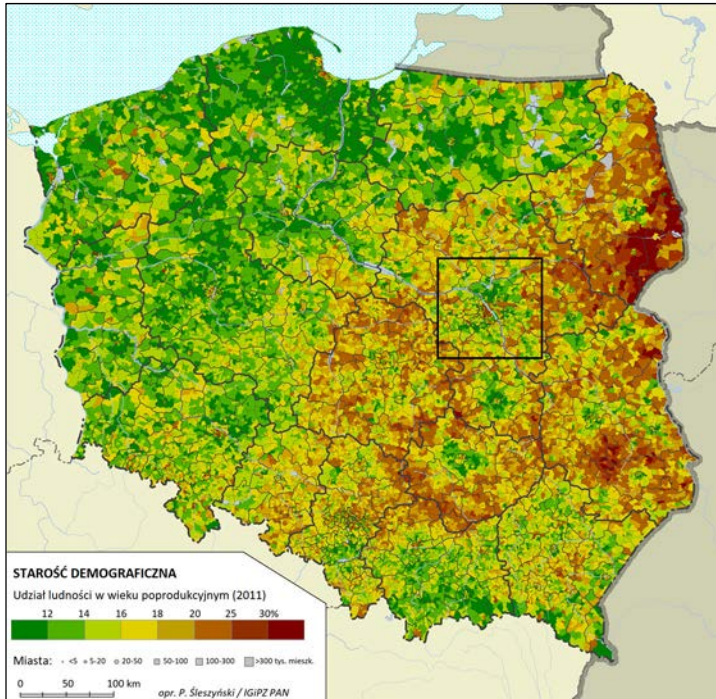 STAROŚĆ DEMOGRAFICZNA
Udział ludności w wieku poprodukcyjnym (2011)
12 14 16 18 20 25 30%
Miasta: <5 5-20 20-50 50-100 100-300 >300 tys. mieszk.
0 50 100 km
opr. P. Śleszyński / IGiPZ PAN